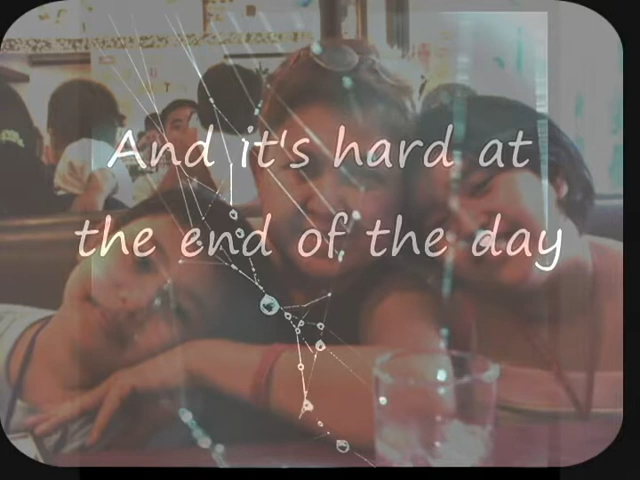 And it's hard at
the end of the day